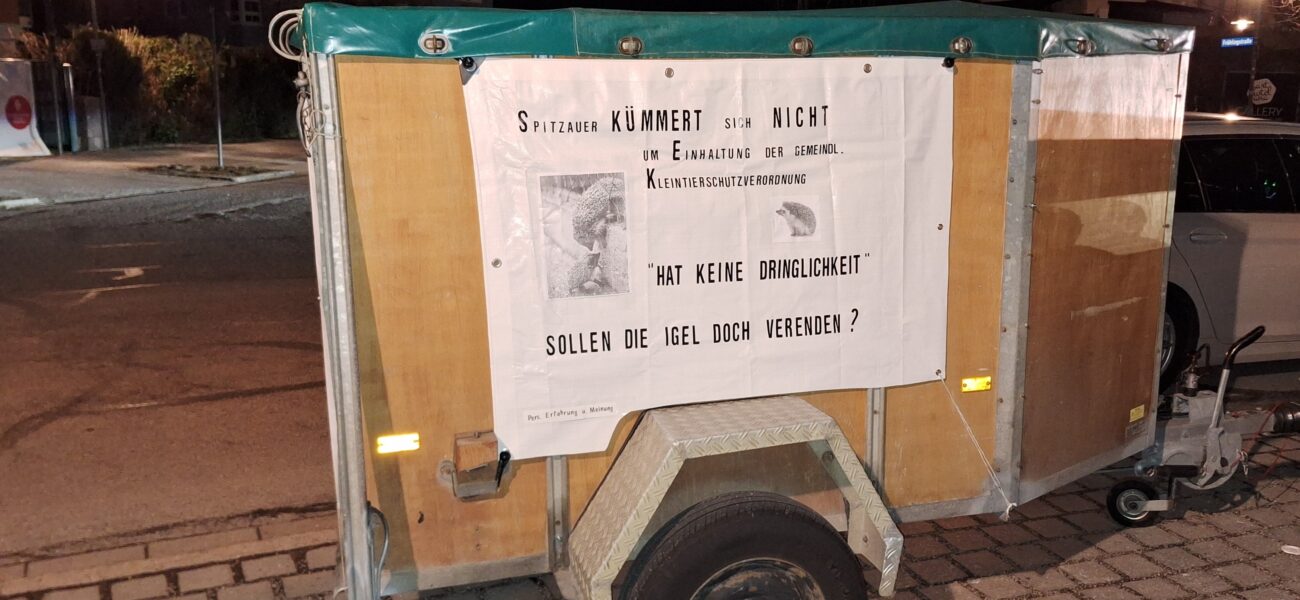 SPITZAUER KÜMMERT SICH NICHT
UM EINHALTUNG DER GEMEINDL.
KLEINTIERSCHUTZVERORDNUNG
"HAT KEINE DRINGLICHKEIT"
SOLLEN DIE IGEL DOCH VERENDEN?
Pers. Erfahrung u. Meinung
Frühlingstraße